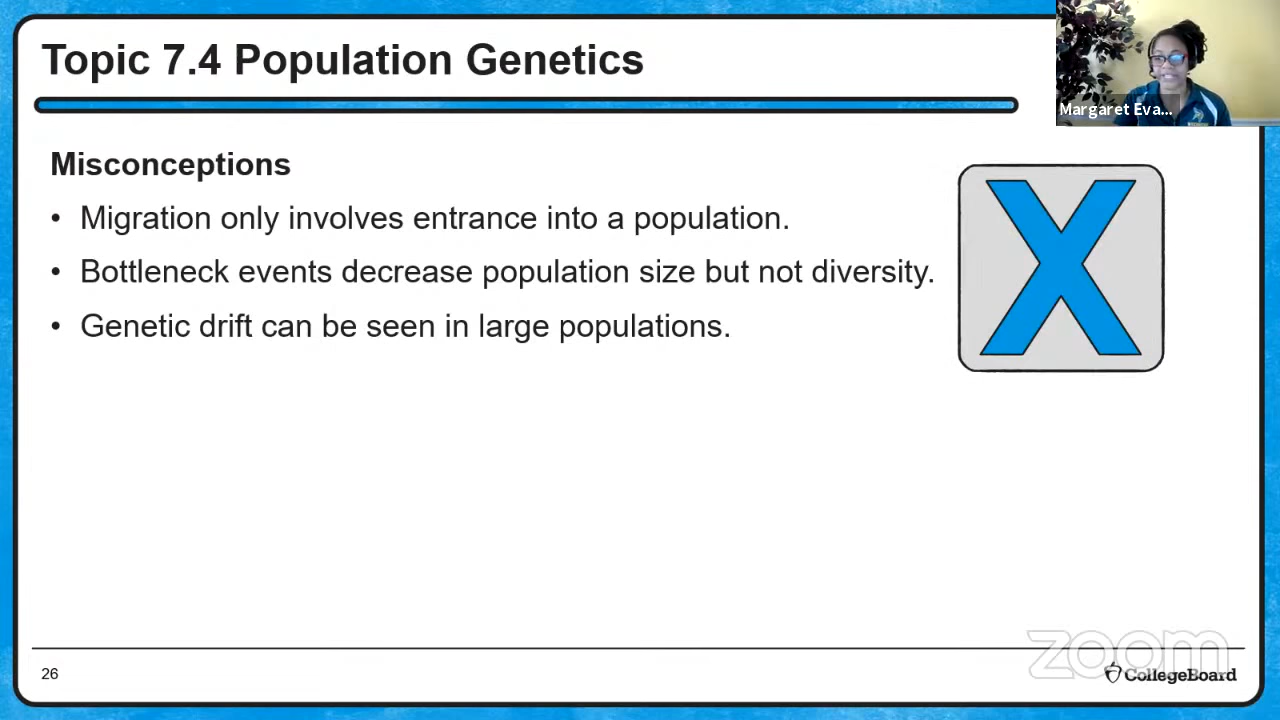 Topic 7.4 Population Genetics
Margaret Eva...
Misconceptions
• Migration only involves entrance into a population.
• Bottleneck events decrease population size but not diversity.
• Genetic drift can be seen in large populations.
X
zoom
26
CollegeBoard